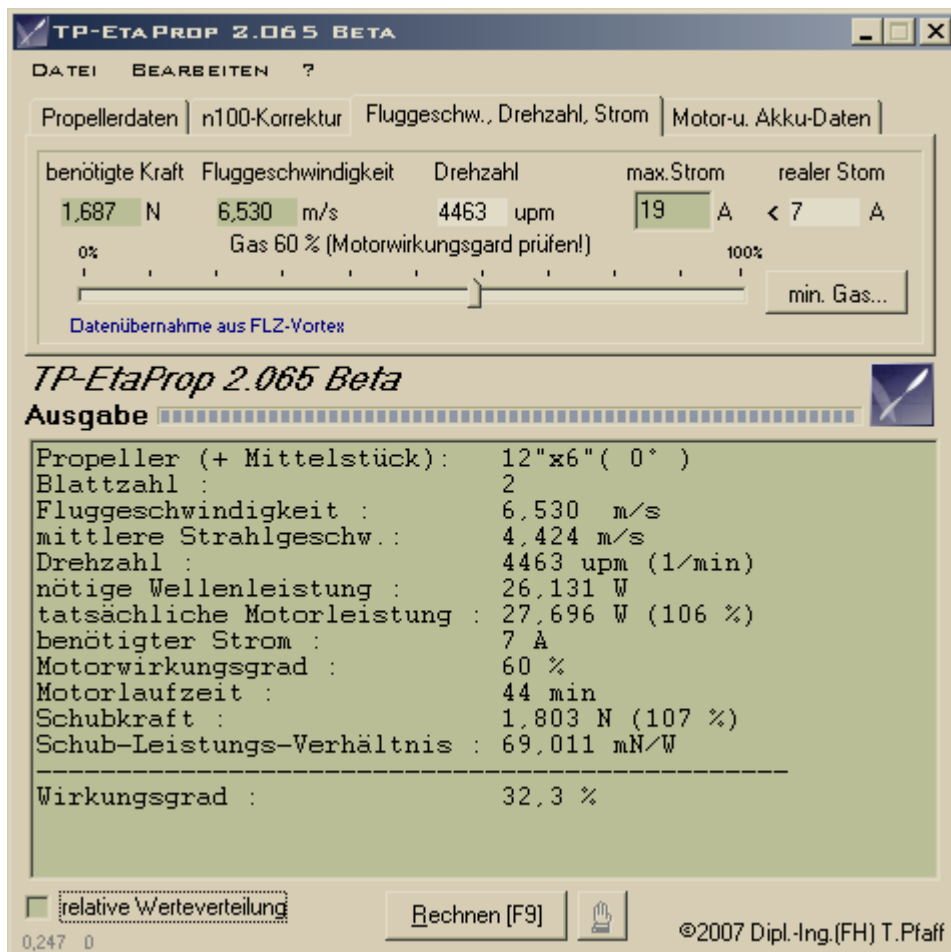 TP-EtaProp 2.065 Beta
Datei Bearbeiten ?
Propellerdaten n100-Korrektur Fluggeschw., Drehzahl, Strom Motor-u. Akku-Daten
benötigte Kraft Fluggeschwindigkeit Drehzahl max.Strom realer Stom
1,687 N 6,530 m/s 4463 upm 19 A < 7 A
Gas 60 % (Motorwirkungsgard prüfen!)
0% 100%
min. Gas...
Datenübernahme aus FLZ-Vortex
TP-EtaProp 2.065 Beta
Ausgabe
Propeller (+ Mittelstück): 12"x6"( 0° )
Blattzahl : 2
Fluggeschwindigkeit : 6,530 m/s
mittlere Strahlgeschw.: 4,424 m/s
Drehzahl : 4463 upm (1/min)
nötige Wellenleistung : 26,131 W
tatsächliche Motorleistung : 27,696 W (106 %)
benötigter Strom : 7 A
Motorwirkungsgrad : 60 %
Motorlaufzeit : 44 min
Schubkraft : 1,803 N (107 %)
Schub-Leistungs-Verhältnis : 69,011 mN/W
--------------------------------------------------
Wirkungsgrad : 32,3 %
relative Werteverteilung Rechnen [F9]
0,247 0 ©2007 Dipl.-Ing.(FH) T.Pfaff